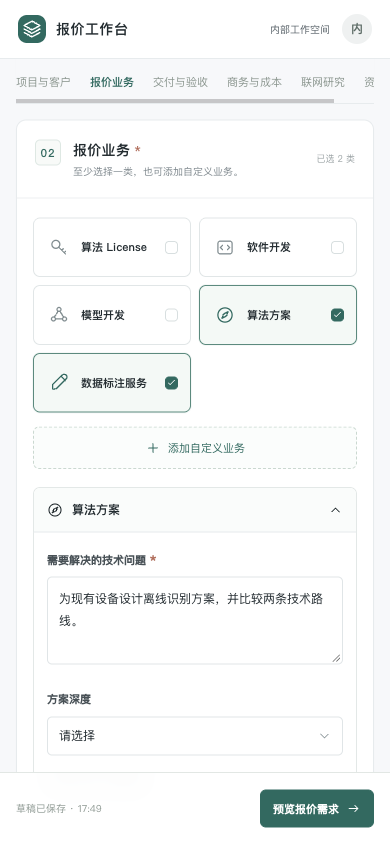 报价工作台
内部工作空间
内
项目与客户 报价业务 交付与验收 商务与成本 联网研究 资
02
报价业务 *
已选 2 类
至少选择一类，也可添加自定义业务。
算法 License
软件开发
模型开发
算法方案
数据标注服务
添加自定义业务
算法方案
需要解决的技术问题 *
为现有设备设计离线识别方案，并比较两条技术路
线。
方案深度
请选择
草稿已保存 · 17:49
预览报价需求 →